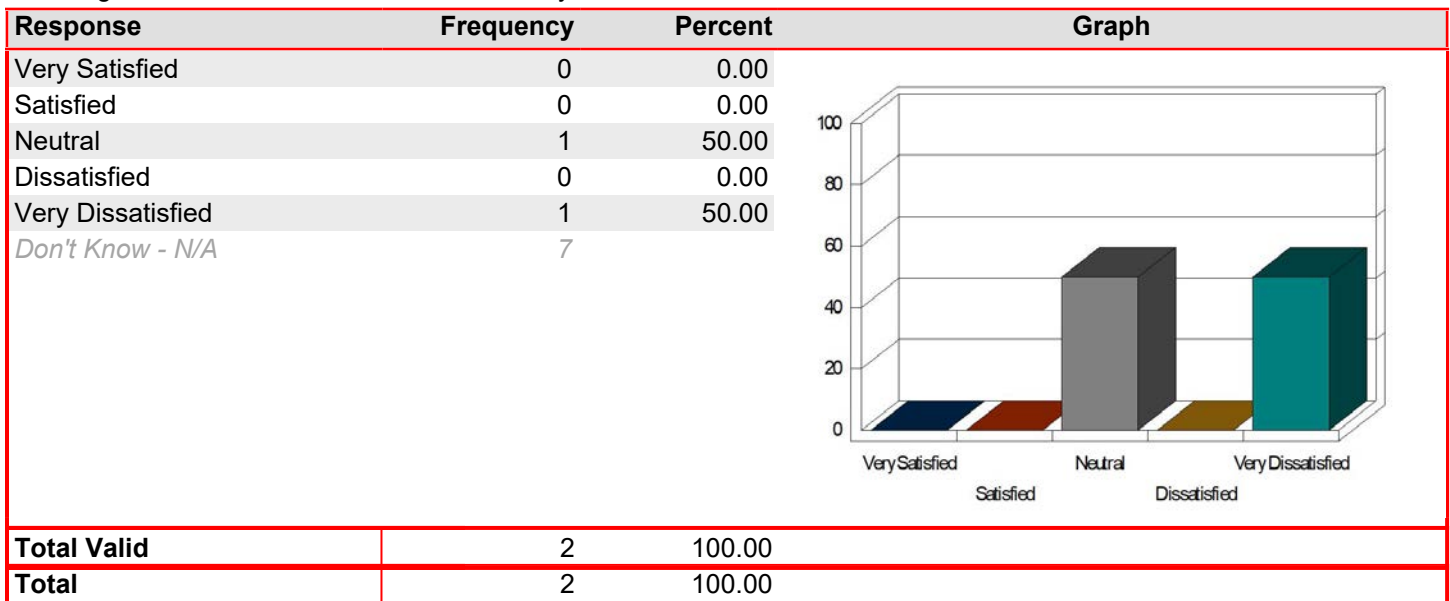 Response Frequency Percent Graph
Very Satisfied 0 0.00
Satisfied 0 0.00
Neutral 1 50.00
Dissatisfied 0 0.00
Very Dissatisfied 1 50.00
Don't Know - N/A 7
100
80
60
40
20
0
Very Satisfied Neutral Very Dissatisfied
Satisfied Dissatisfied
Total Valid 2 100.00
Total 2 100.00